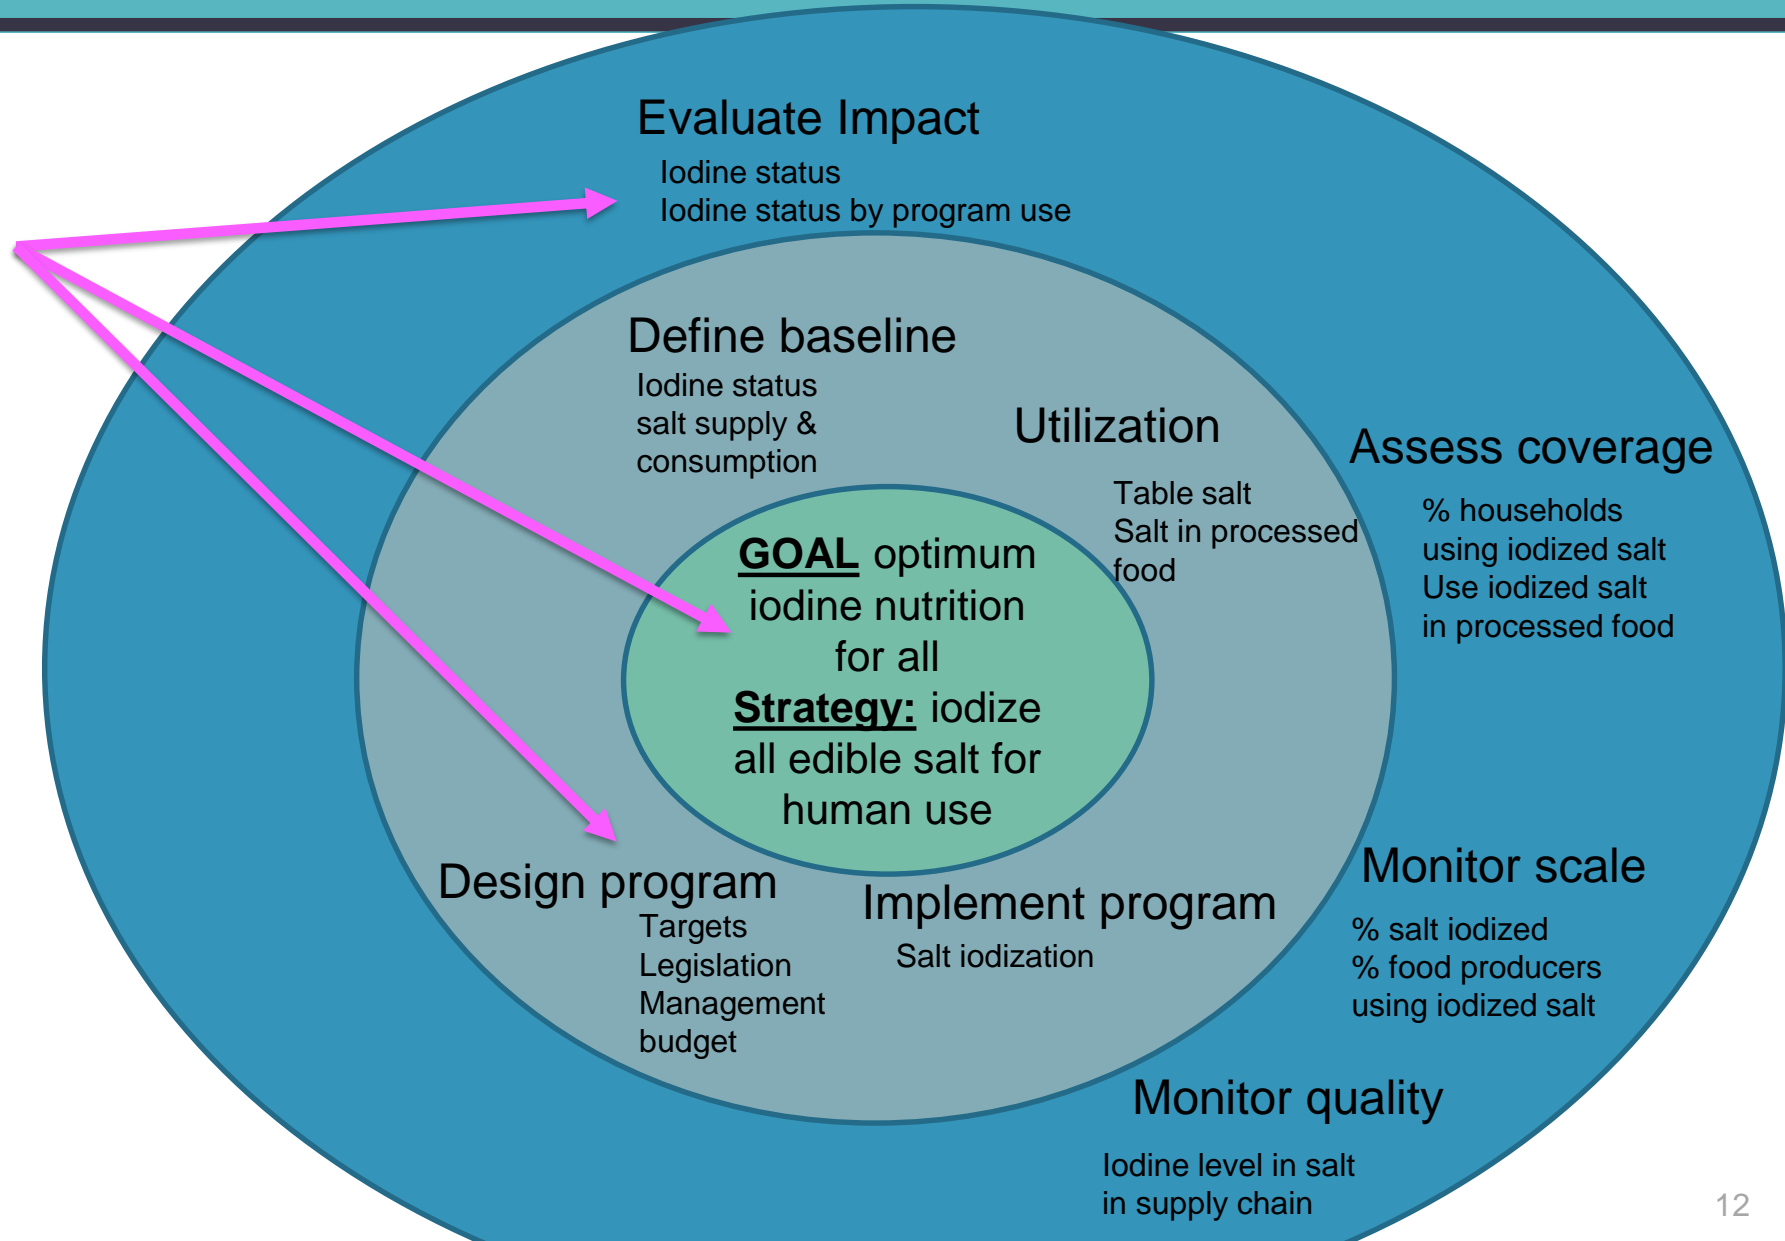 Evaluate Impact
Iodine status
Iodine status by program use
Define baseline
Iodine status
salt supply &
consumption
Utilization
Table salt
Salt in processed
food
Assess coverage
% households
using iodized salt
Use iodized salt
in processed food
GOAL optimum
iodine nutrition
for all
Strategy: iodize
all edible salt for
human use
Design program
Targets
Legislation
Management
budget
Implement program
Salt iodization
Monitor scale
% salt iodized
% food producers
using iodized salt
Monitor quality
Iodine level in salt
in supply chain
12